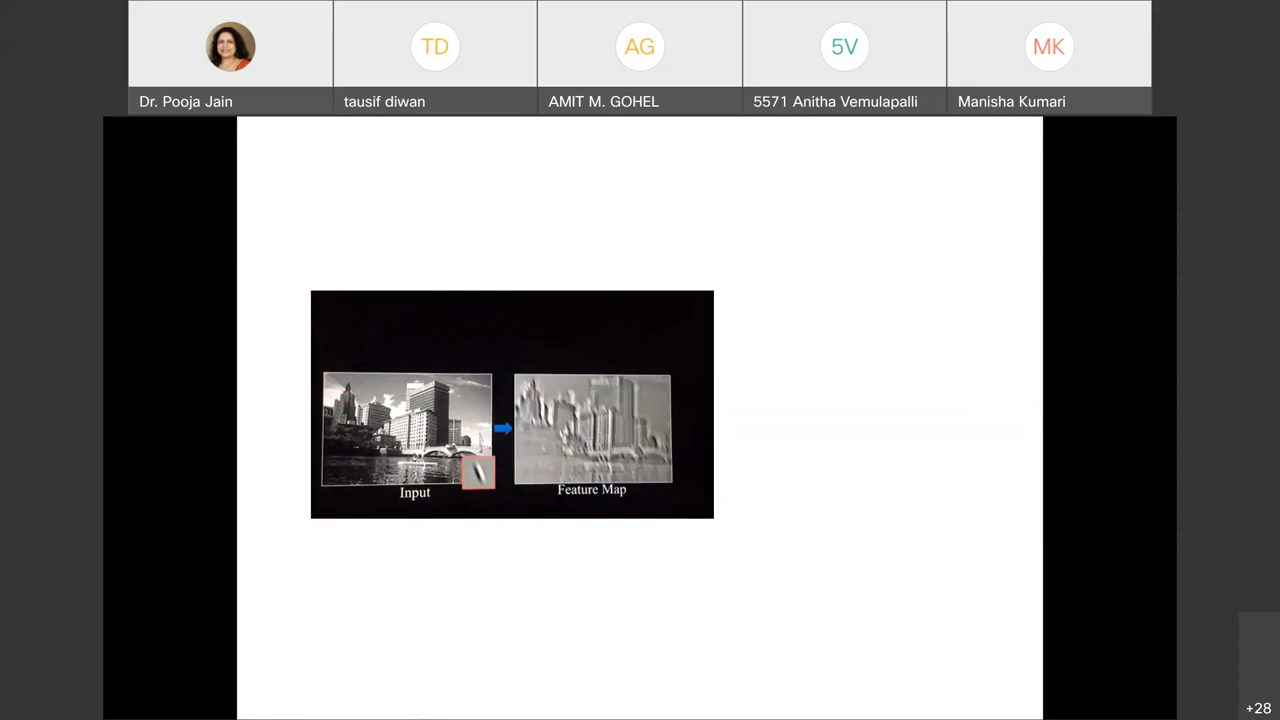 TD
AG
5V
MK
Dr. Pooja Jain
tausif diwan
AMIT M. GOHEL
5571 Anitha Vemulapalli
Manisha Kumari
Input
Feature Map
+28